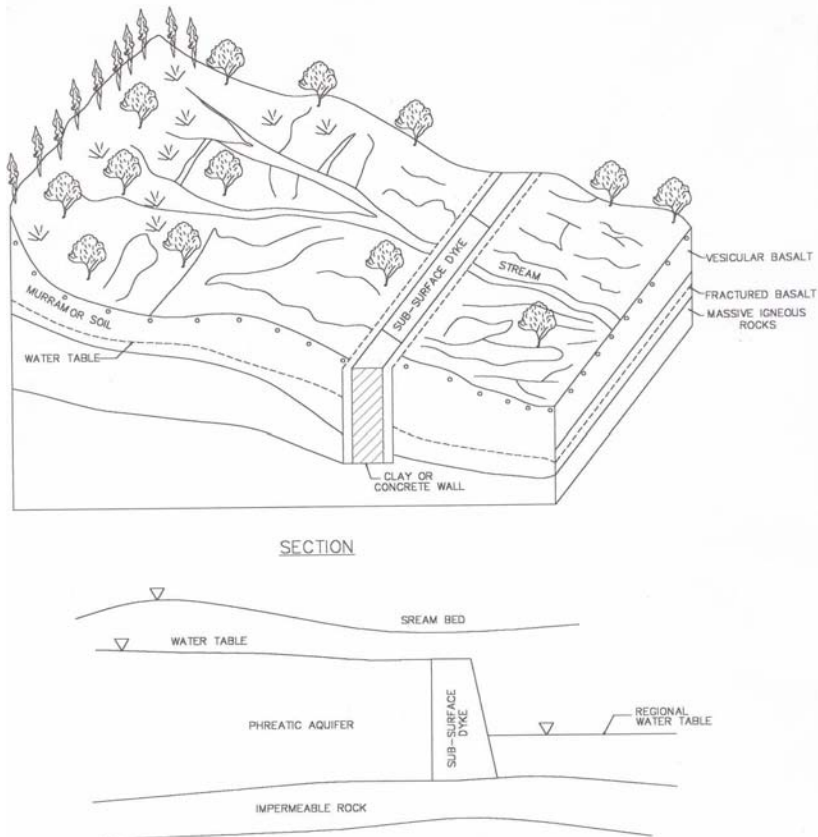 VESICULAR BASALT
FRACTURED BASALT
MASSIVE IGNEOUS
ROCKS
SUB-SURFACE DYKE
STREAM
MURRAM OR SOIL
WATER TABLE
CLAY OR
CONCRETE WALL
SECTION
SREAM BED
WATER TABLE
PHREATIC AQUIFER
SUB-SURFACE
DYKE
REGIONAL
WATER TABLE
IMPERMEABLE ROCK